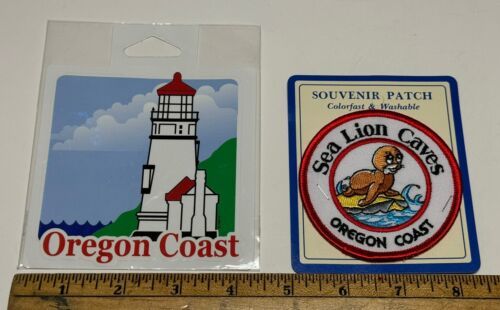 Oregon Coast
SOUVENIR PATCH
Colorfast & Washable
Sea Lion Caves
OREGON COAST
1 2 3 4 5 6 7 8